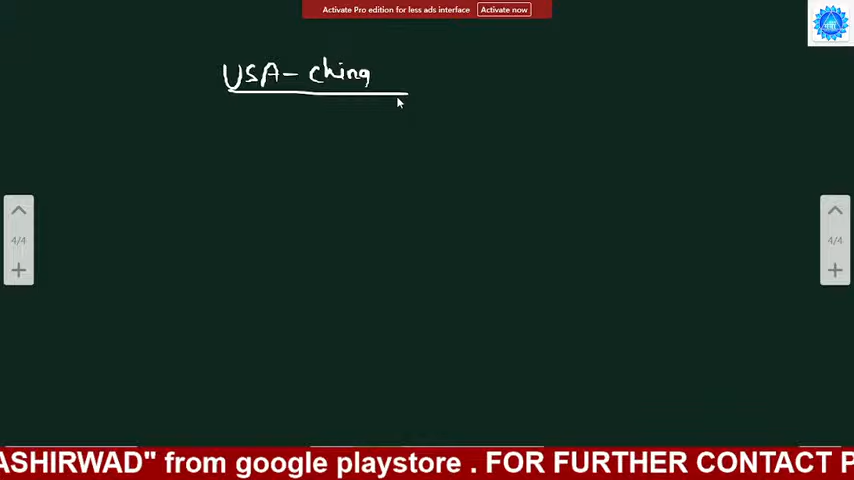 Activate Pro edition for less ads interface Activate now
USA - China
4/4
4/4
ASHIRWAD" from google playstore . FOR FURTHER CONTACT P